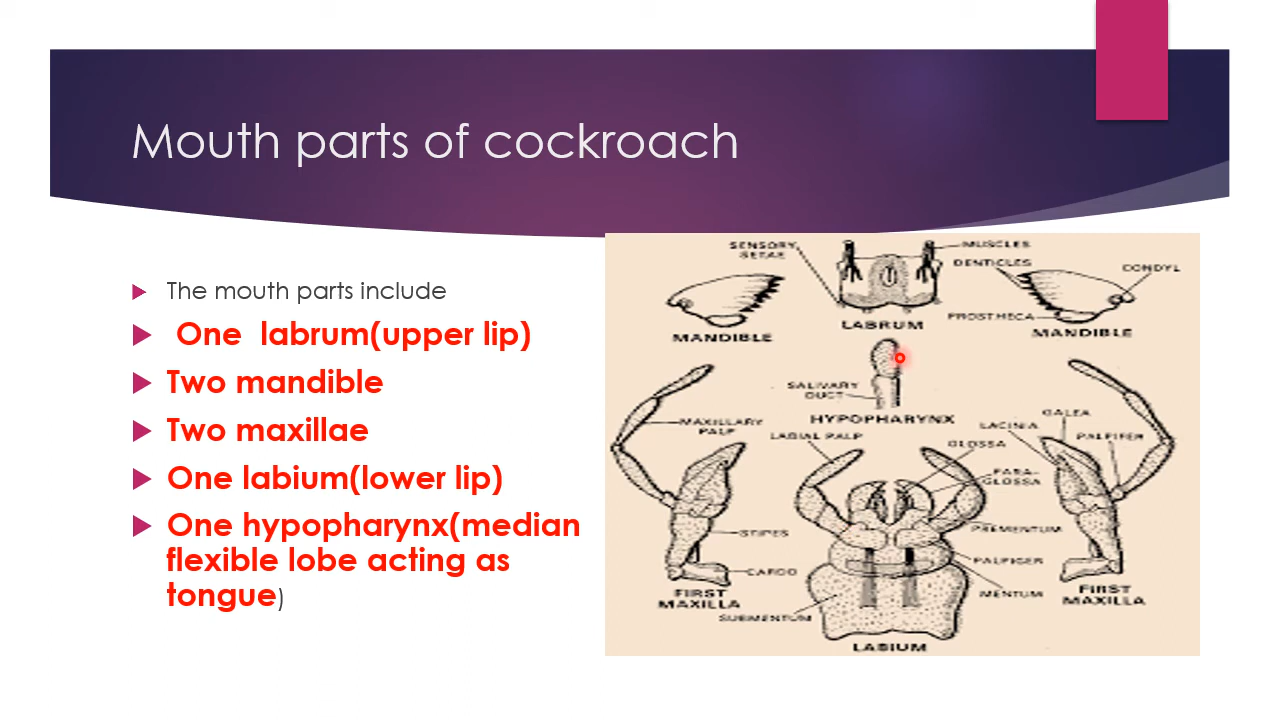 Mouth parts of cockroach
The mouth parts include
One labrum(upper lip)
Two mandible
Two maxillae
One labium(lower lip)
One hypopharynx(median
flexible lobe acting as
tongue)
SENSORY
SETAE
MUSCLES
DENTICLES
CONDYL
PROSTHECA
MANDIBLE
LABRUM
MANDIBLE
SALIVARY
DUCT
HYPOPHARYNX
MAXILLARY
PALP
LABIAL PALP
GLOSSA
LACINIA
GALEA
PALPIFER
PARA-
GLOSSA
STIPES
PREMENTUM
CARDO
PALPIGER
FIRST
MAXILLA
MENTUM
FIRST
MAXILLA
SUBMENTUM
LABIUM